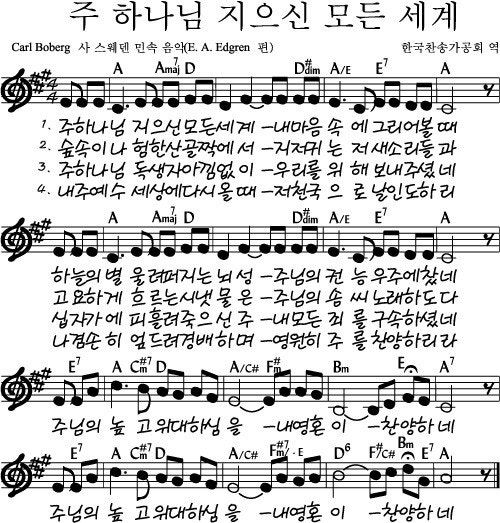 주 하나님 지으신 모든 세계
Carl Boberg 사 스웨덴 민속 음악(E. A. Edgren 편) 한국찬송가공회 역
A Amaj7 D D#dim A/E E7 A
1. 주하나님 지으신모든세계 -내마음 속 에그리어볼 때
2. 숲속이나 험한산골짝에서 -지저귀 는 저새소리들 과
3. 주하나님 독생자아낌없이 -우리를 위 해보내주셨 네
4. 내주예수 세상에다시올때 -저천국 으 로날인도하 리
A Amaj7 D D#dim A/E E7 A
하늘의 별 울려퍼지는뇌성 -주님의 권 능우주에찼 네
고요하게 흐르는시냇물은 -주님의 솜 씨노래하도 다
십자가에 피흘려죽으신주 -내모든 죄 를구속하셨 네
나겸손히 엎드려경배하며 -영원히 주 를찬양하리 라
E7 A C#m7 D A/C# F#m Bm E A7
주님의 높 고위대하심 을 -내영혼 이 -찬양하 네
E7 A C#m7 D A/C# F#m7/·E D6 F#/C# Bm E7 A
주님의 높 고위대하심 을 -내영혼 이 -찬양하 네